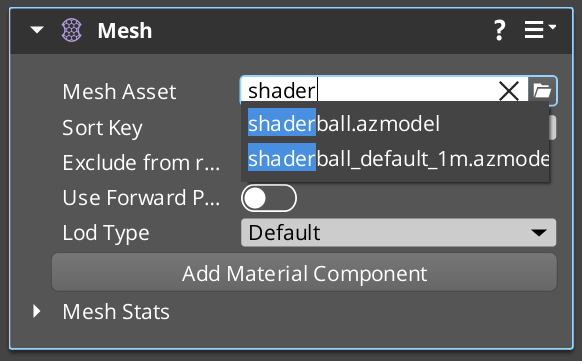 Mesh ?
Mesh Asset shader
shaderball.azmodel
Sort Key
shaderball_default_1m.azmode
Exclude from r...
Use Forward P...
Lod Type Default
Add Material Component
Mesh Stats